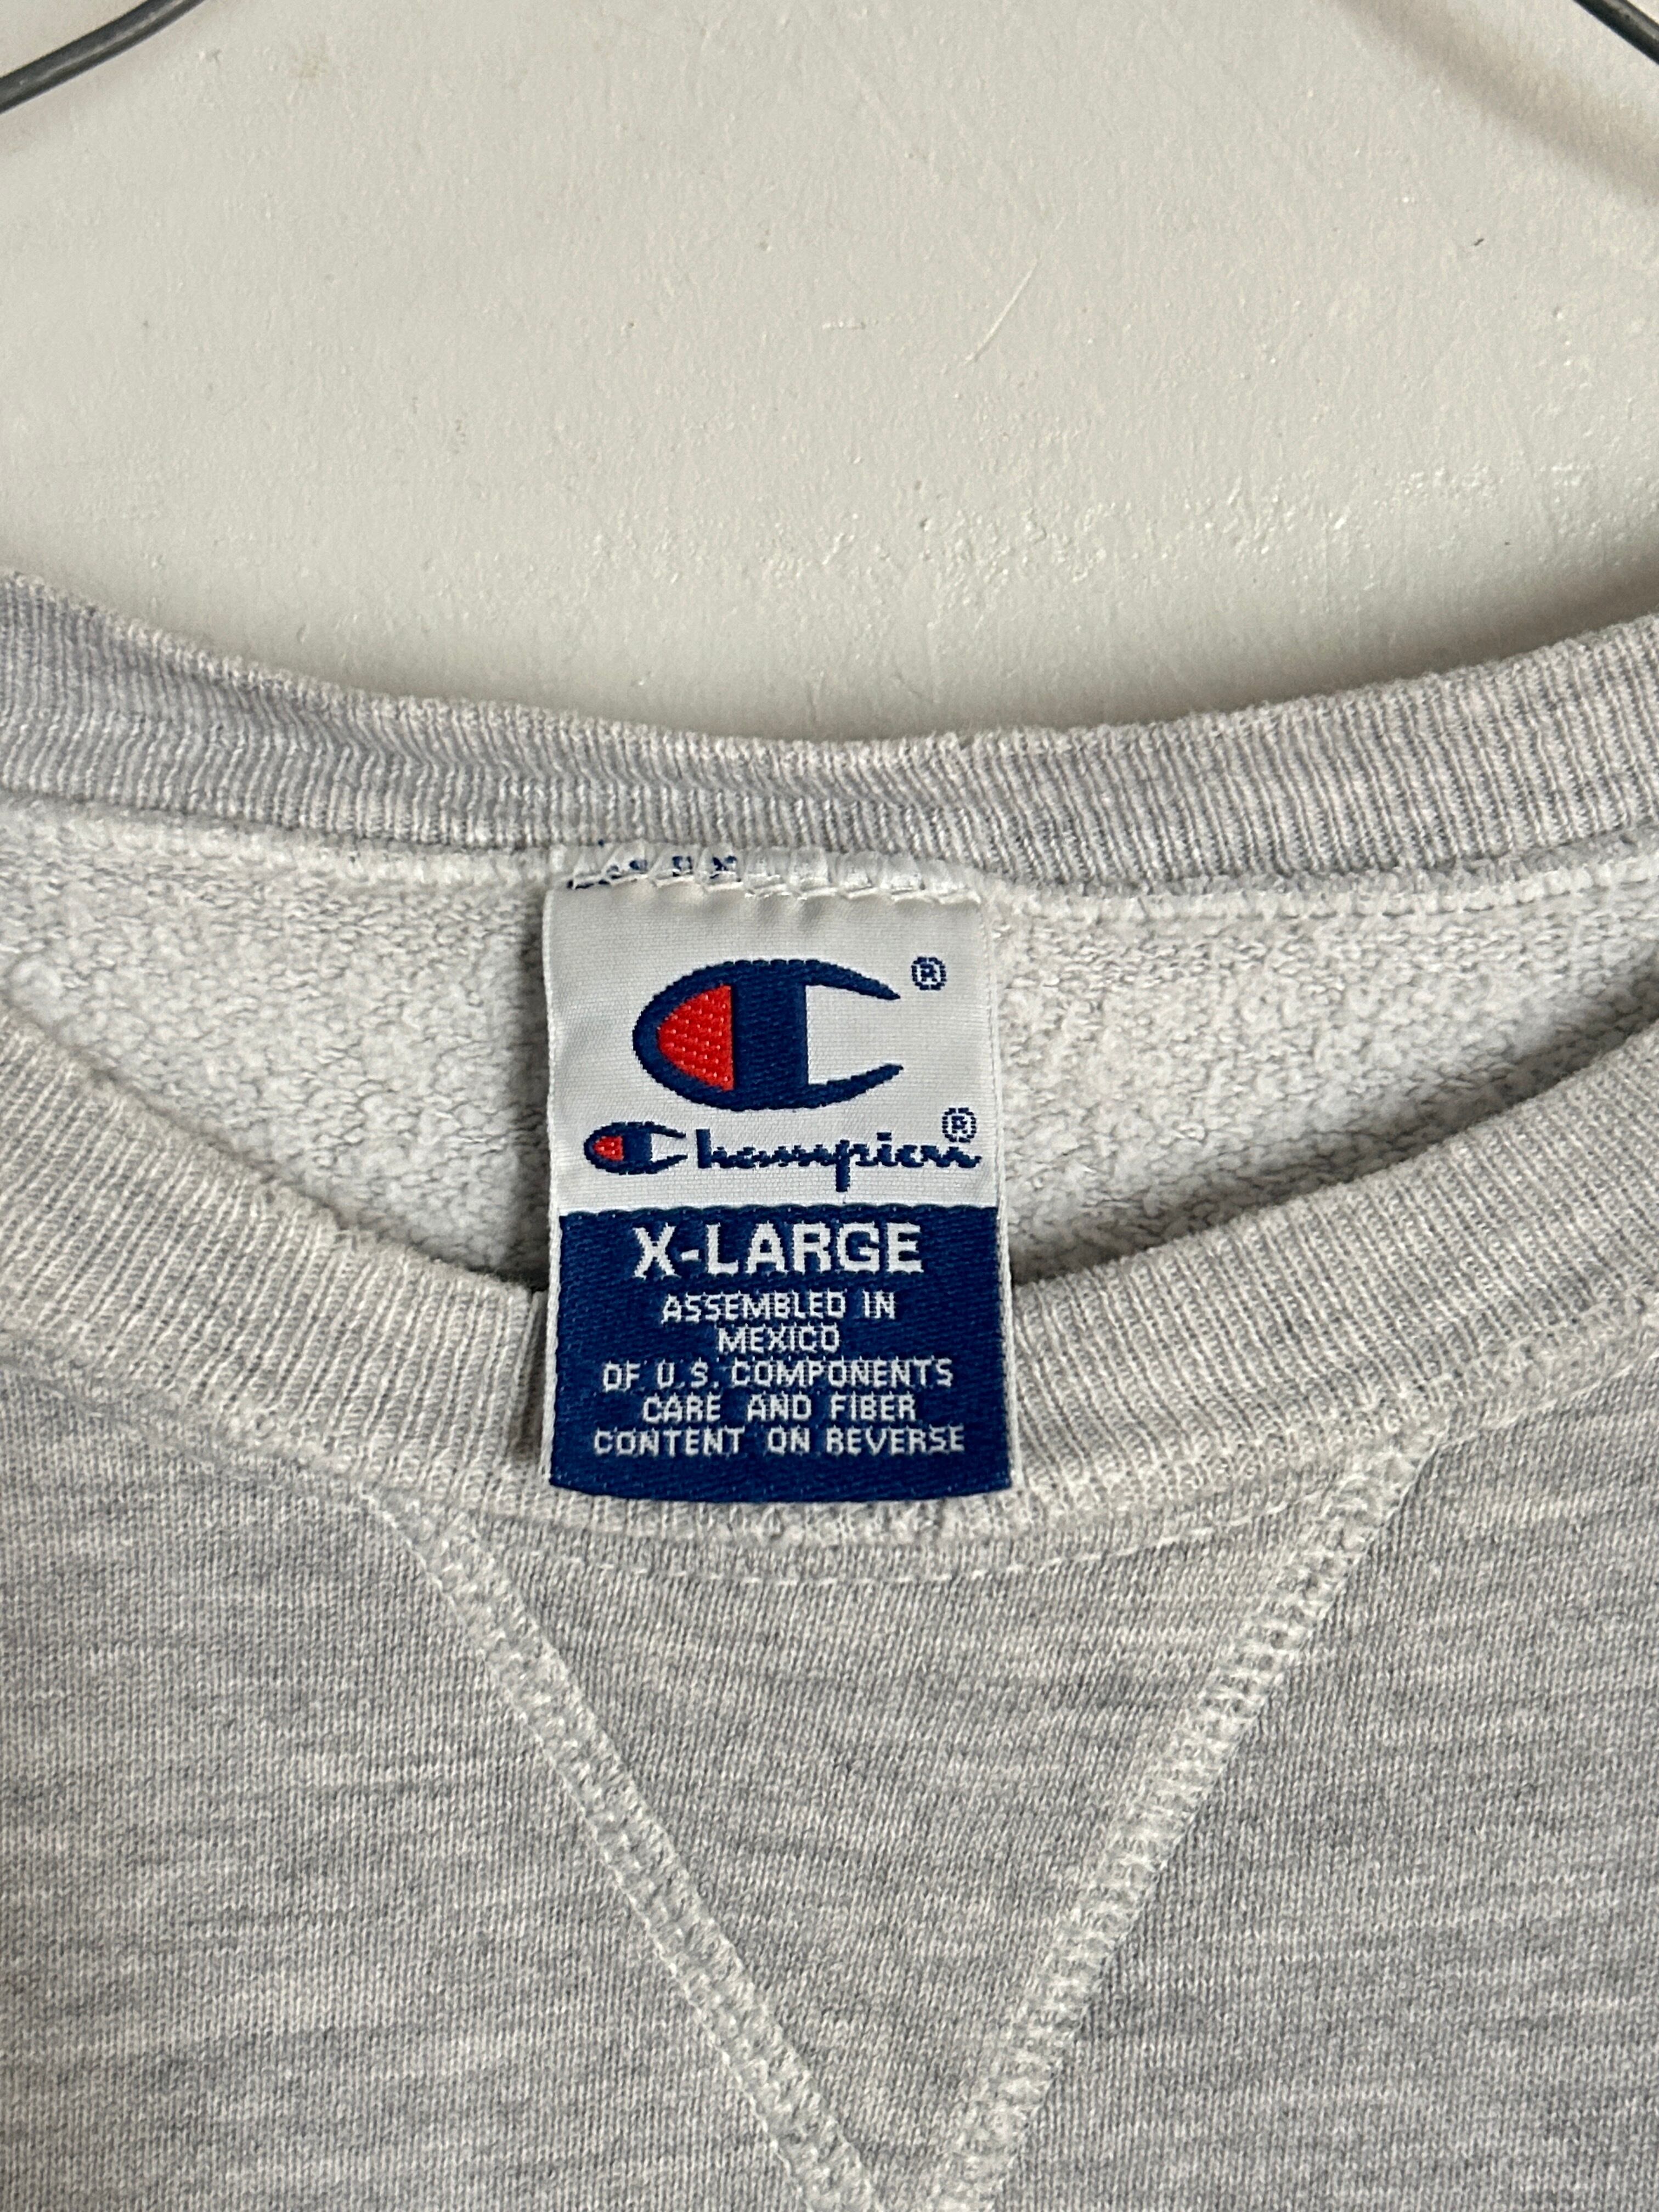 ®
Champion®
X-LARGE
ASSEMBLED IN
MEXICO
OF U.S. COMPONENTS
CARE AND FIBER
CONTENT ON REVERSE